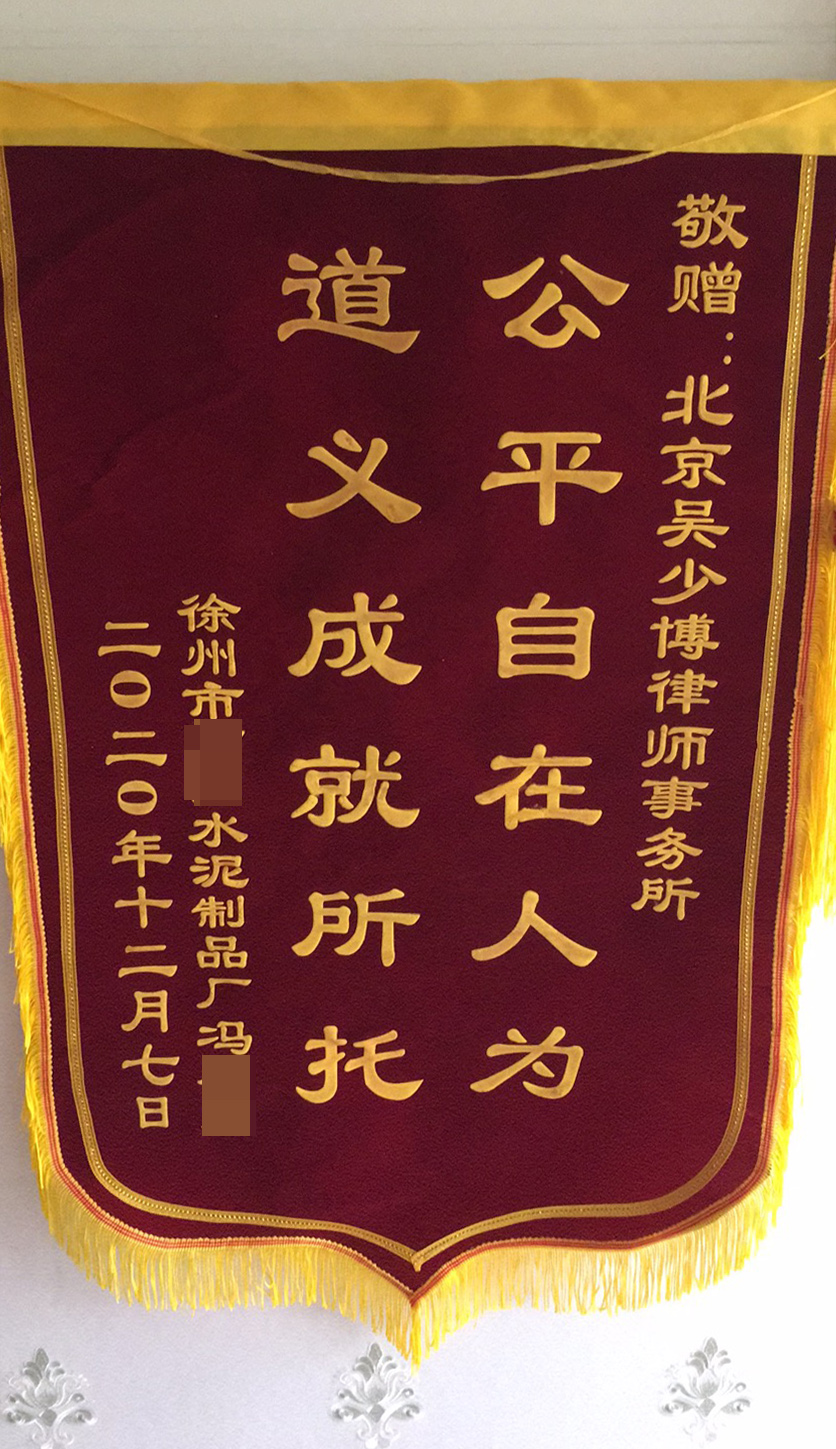 敬赠：北京吴少博律师事务所
公平自在人为
道义成就所托
徐州市 水泥制品厂冯
二〇二〇年十二月七日